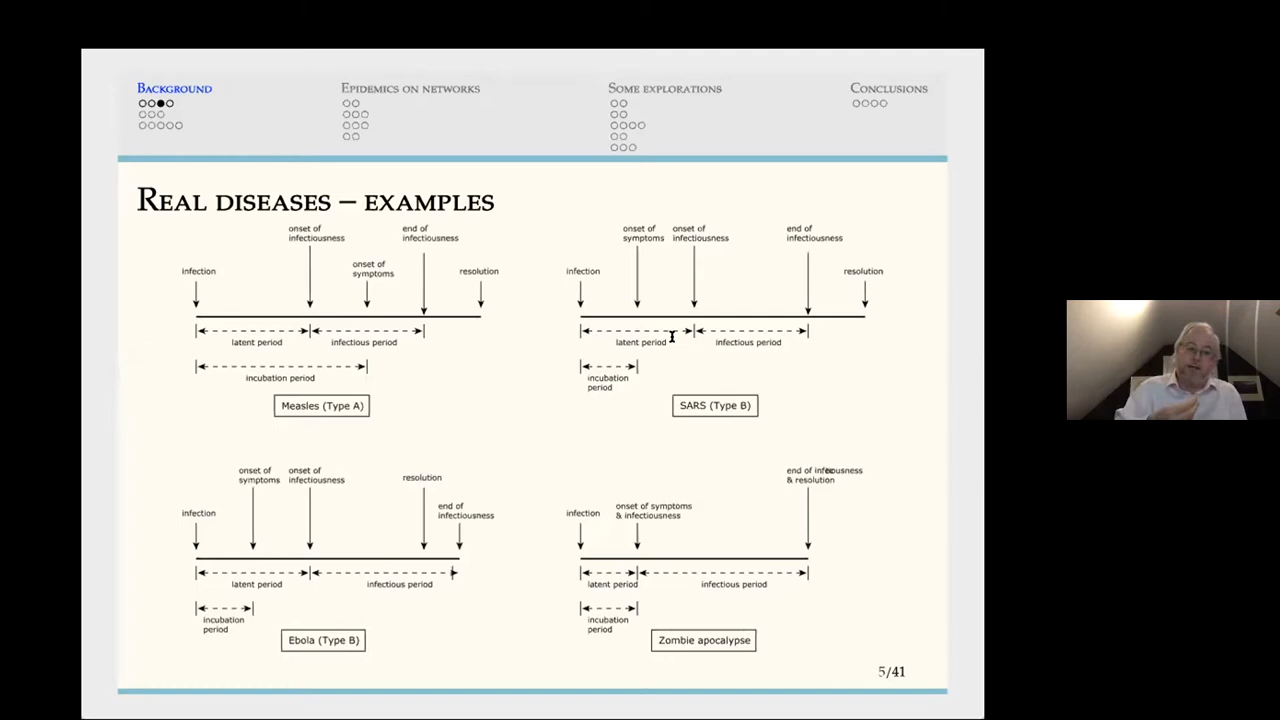 BACKGROUND
EPIDEMICS ON NETWORKS
SOME EXPLORATIONS
CONCLUSIONS
REAL DISEASES – EXAMPLES
infection
onset of
infectiousness
onset of
symptoms
end of
infectiousness
resolution
latent period
infectious period
incubation period
Measles (Type A)
infection
onset of
symptoms
onset of
infectiousness
end of
infectiousness
resolution
latent period
infectious period
incubation
period
SARS (Type B)
infection
onset of
symptoms
onset of
infectiousness
resolution
end of
infectiousness
latent period
infectious period
incubation
period
Ebola (Type B)
infection
onset of symptoms
& infectiousness
end of infectiousness
& resolution
latent period
infectious period
incubation
period
Zombie apocalypse
5/41